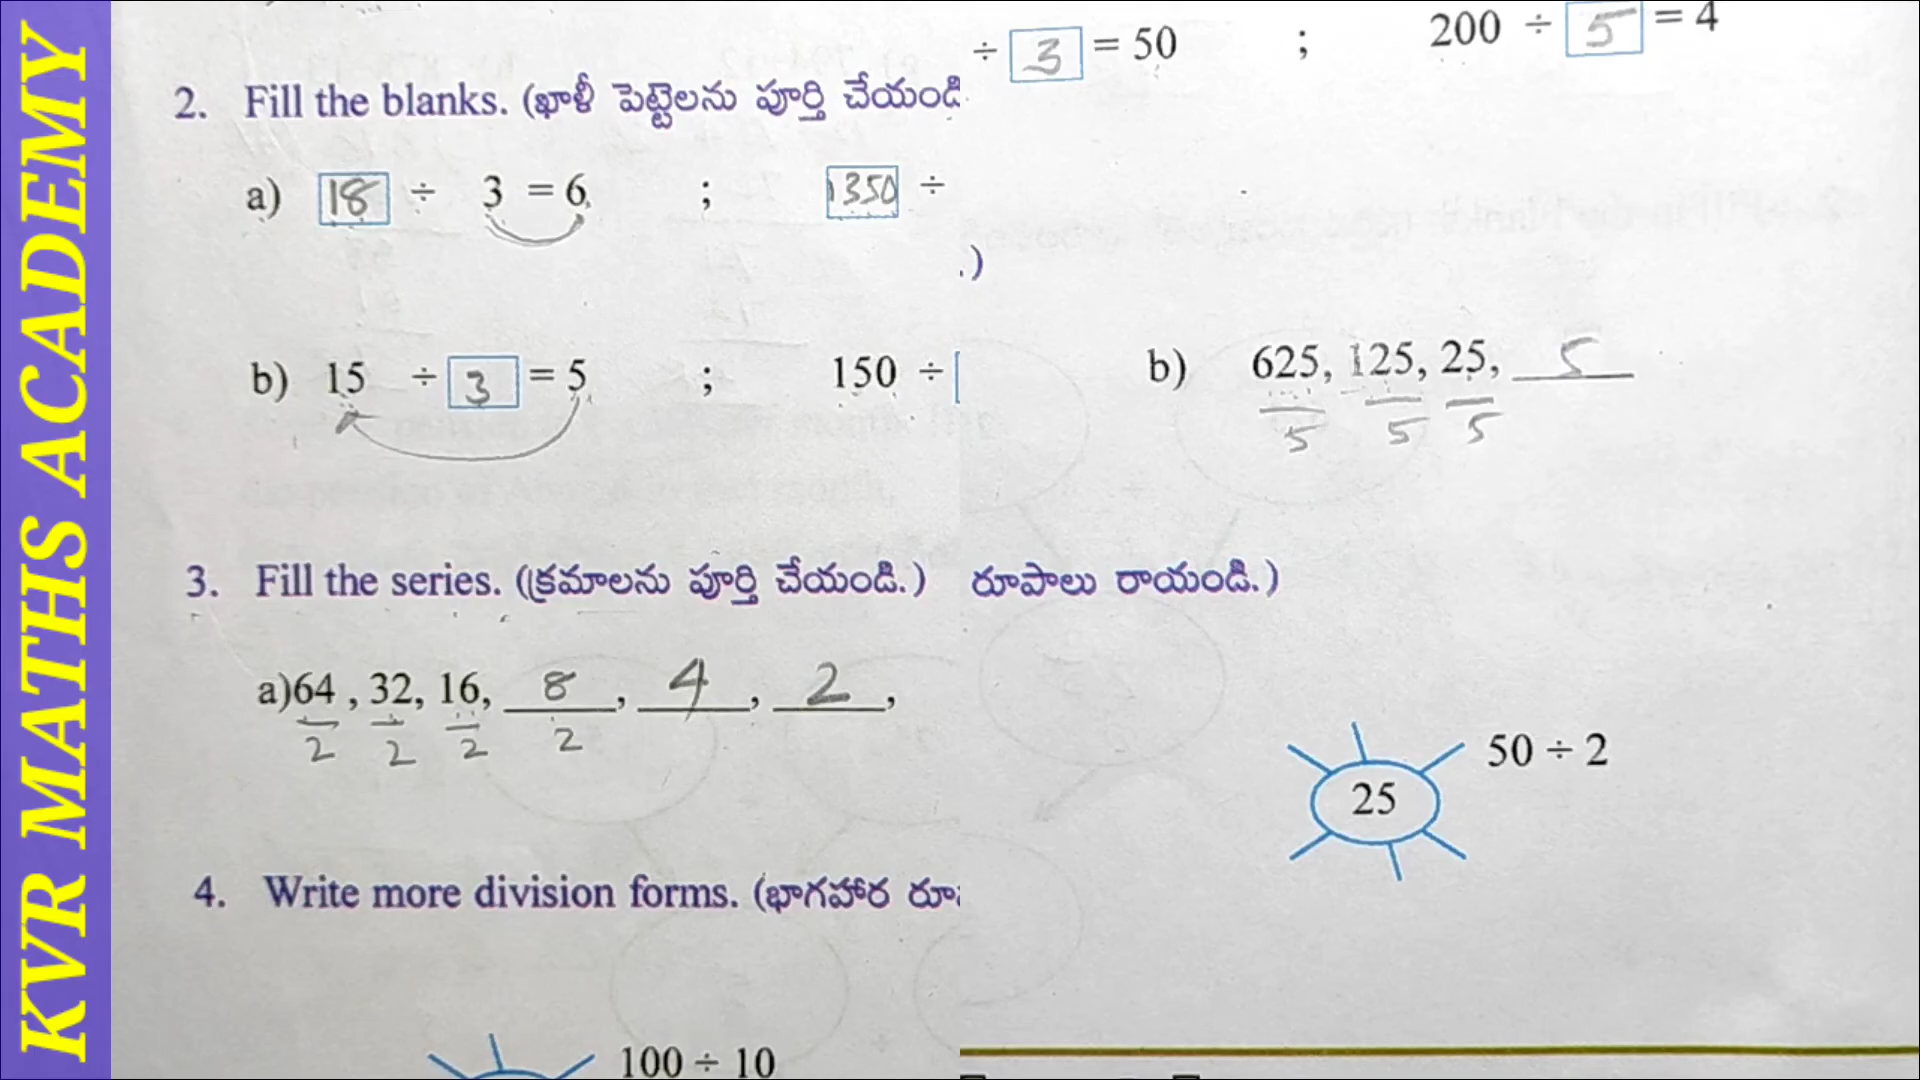 KVR MATHS ACADEMY
2. Fill the blanks. (ఖాళీ పెట్టెలను పూర్తి చేయండి.
a) 18 ÷ 3 = 6 ; 1350 ÷
b) 15 ÷ 3 = 5 ; 150 ÷
3. Fill the series. (క్రమాలను పూర్తి చేయండి.)
a)64 , 32, 16, 8, 4, 2,
2 2 2 2
4. Write more division forms. (భాగహార
100 ÷ 10
÷ 3 = 50 ; 200 ÷ 5 = 4
.)
b) 625, 125, 25, 5
5 5 5
రూపాలు రాయండి.)
50 ÷ 2
25